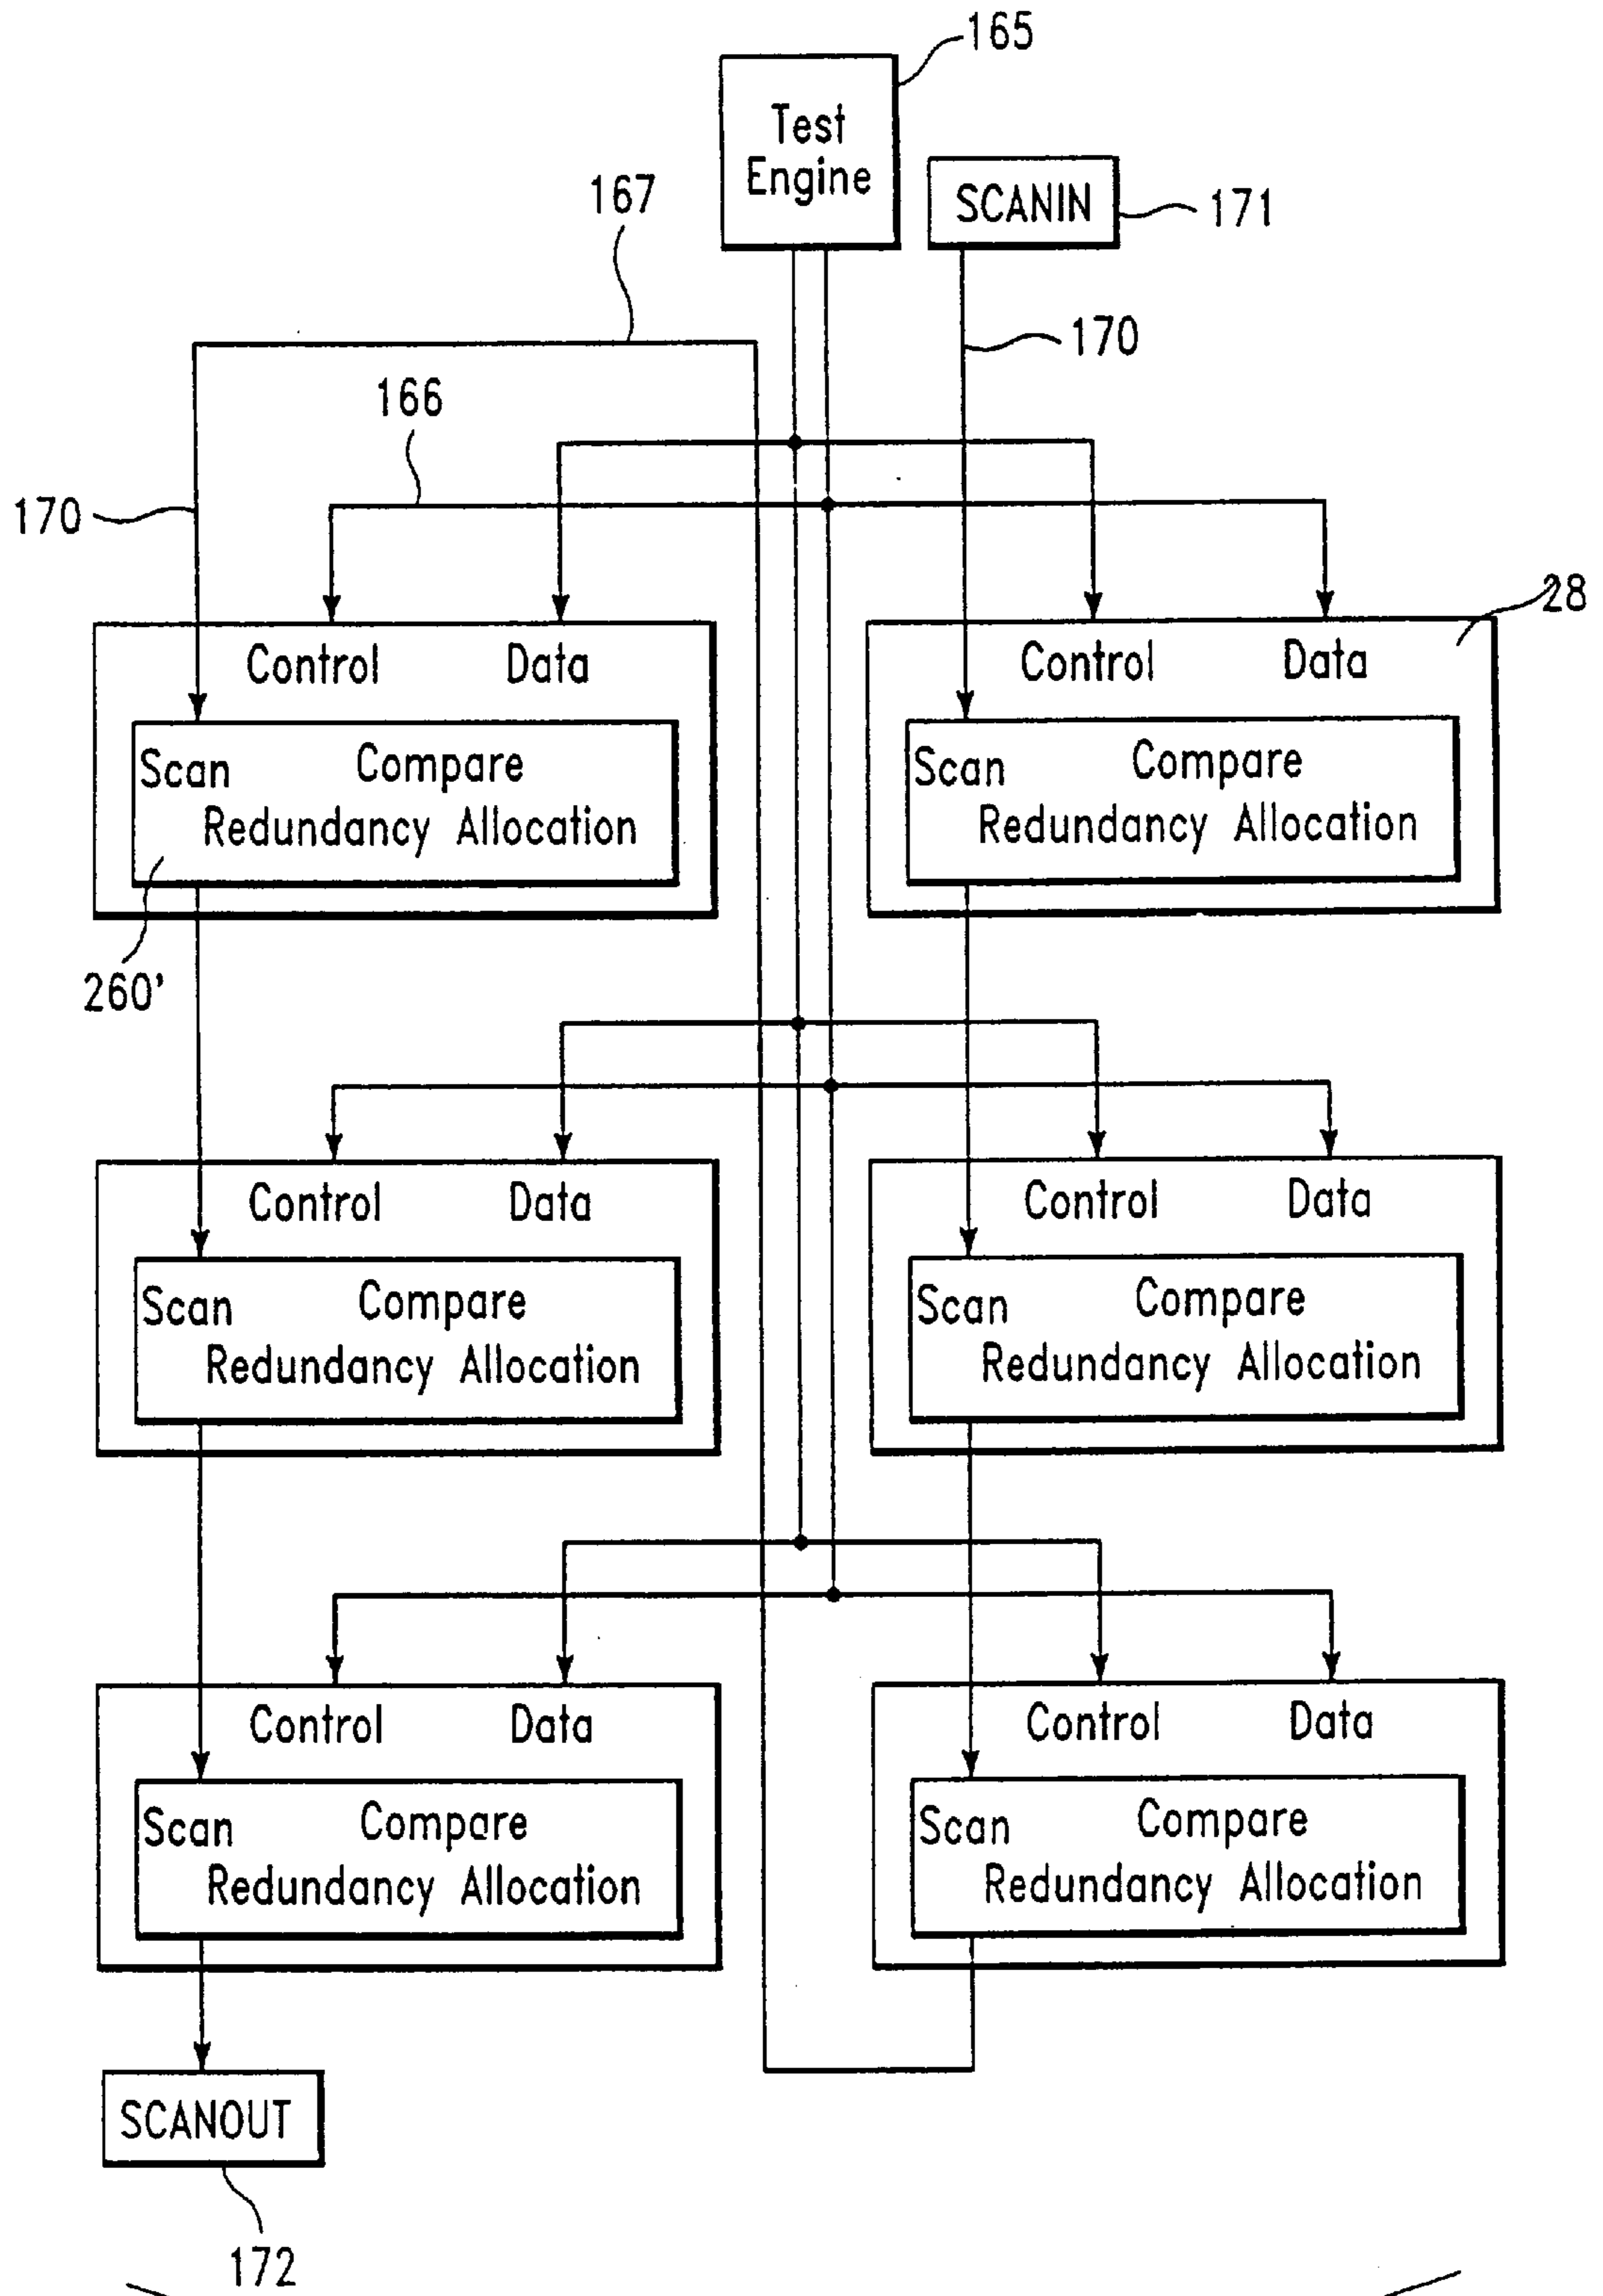 165
Test
Engine
SCANIN
171
167
170
166
170
28
Control Data
Control Data
Scan Compare
Redundancy Allocation
Scan Compare
Redundancy Allocation
260'
Control Data
Control Data
Scan Compare
Redundancy Allocation
Scan Compare
Redundancy Allocation
Control Data
Control Data
Scan Compare
Redundancy Allocation
Scan Compare
Redundancy Allocation
SCANOUT
172